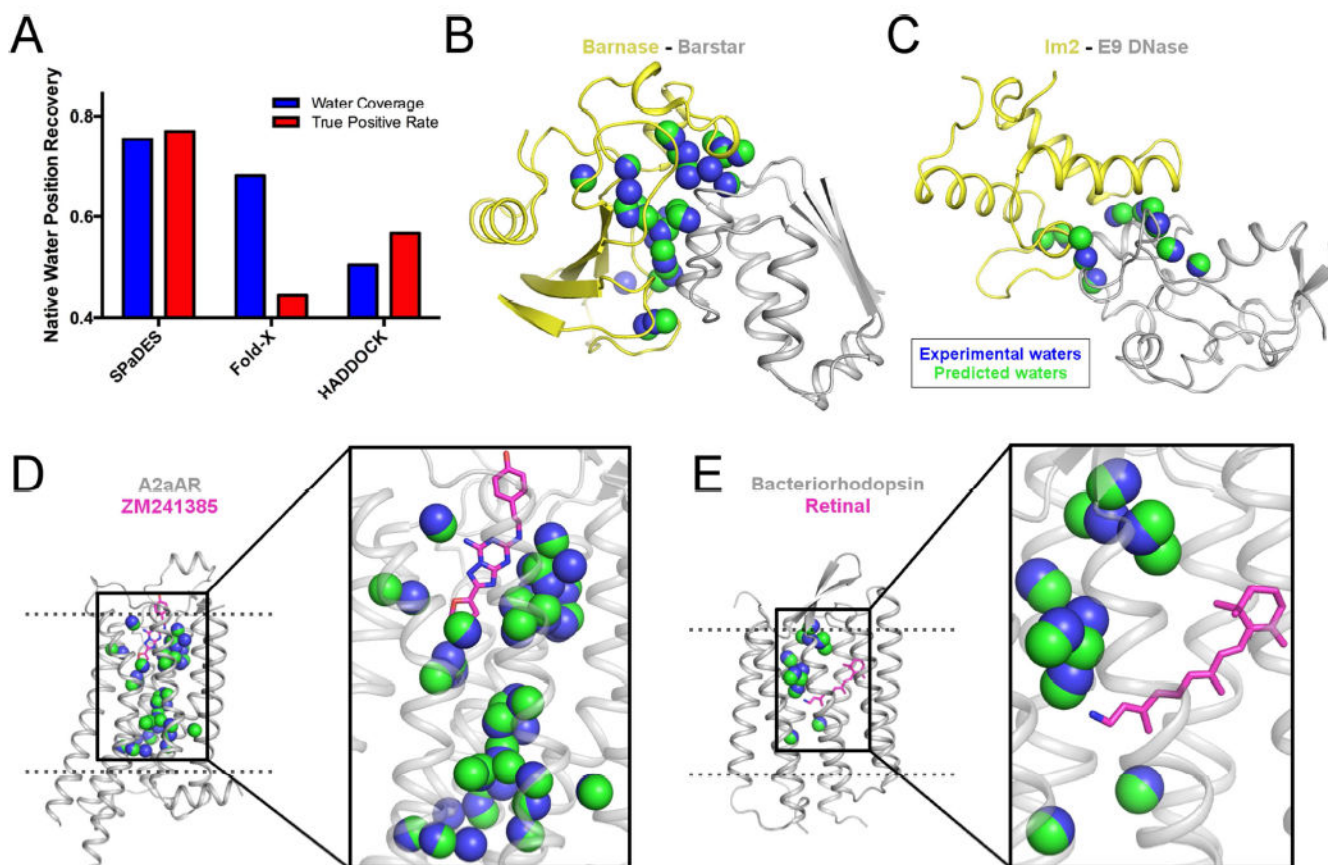 A
Native Water Position Recovery
0.8
0.6
0.4
Water Coverage
True Positive Rate
SPaDES
Fold-X
HADDOCK
B
Barnase - Barstar
C
Im2 - E9 DNase
Experimental waters
Predicted waters
D
A2aAR
ZM241385
E
Bacteriorhodopsin
Retinal